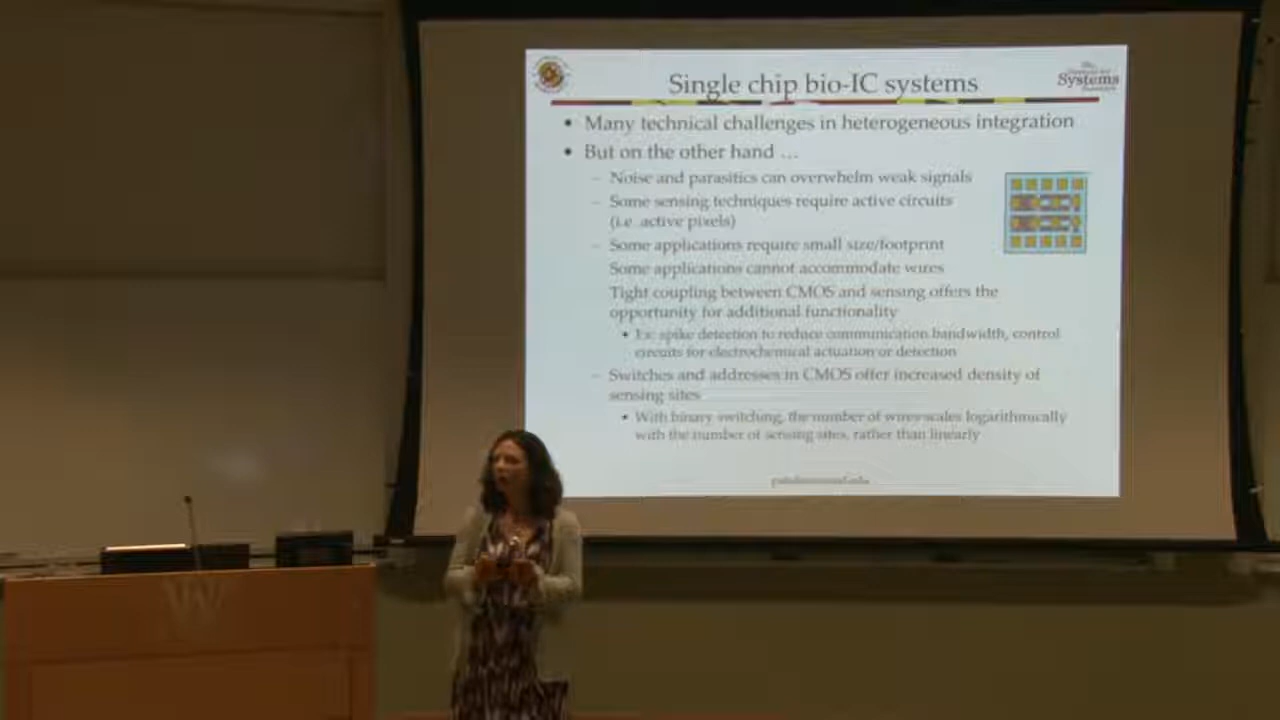 Single chip bio-IC systems
The
Systems
• Many technical challenges in heterogeneous integration
• But on the other hand …
– Noise and parasitics can overwhelm weak signals
– Some sensing techniques require active circuits
(i.e. active pixels)
– Some applications require small size/footprint
Some applications cannot accommodate wires
Tight coupling between CMOS and sensing offers the
opportunity for additional functionality
• Ex: spike detection to reduce communication bandwidth, control
circuits for electrochemical actuation or detection
– Switches and addresses in CMOS offer increased density of
sensing sites
• With binary switching, the number of wires scales logarithmically
with the number of sensing sites, rather than linearly
W